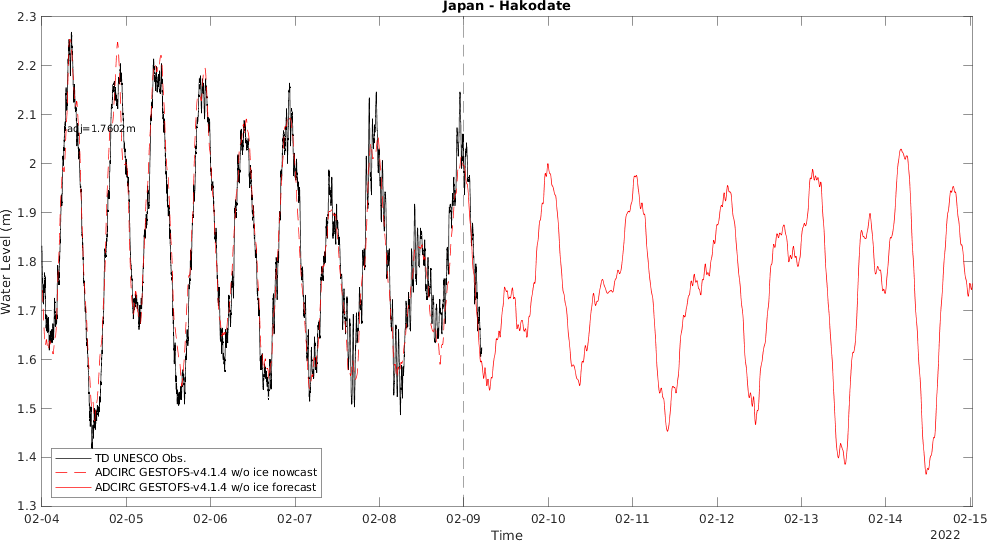 Japan - Hakodate
2.3
2.2
2.1
2
1.9
1.8
1.7
1.6
1.5
1.4
1.3
Water Level (m)
adj=1.7602m
TD UNESCO Obs.
ADCIRC GESTOFS-v4.1.4 w/o ice nowcast
ADCIRC GESTOFS-v4.1.4 w/o ice forecast
02-04 02-05 02-06 02-07 02-08 02-09 02-10 02-11 02-12 02-13 02-14 02-15
Time
2022